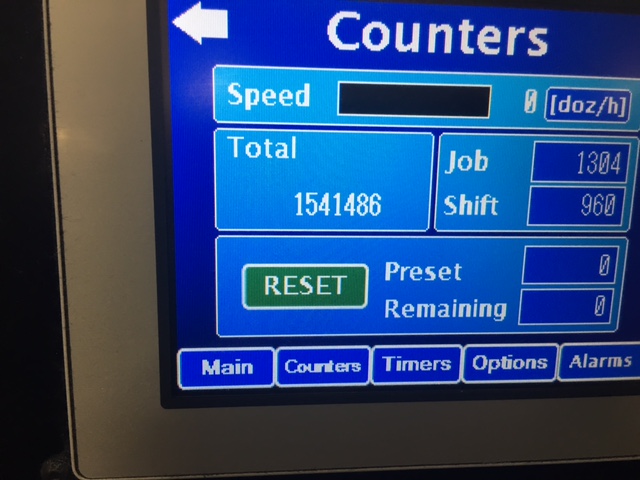 Counters
Speed 0 [doz/h]
Total
1541486
Job 1304
Shift 960
RESET
Preset 0
Remaining 0
Main Counters Timers Options Alarms